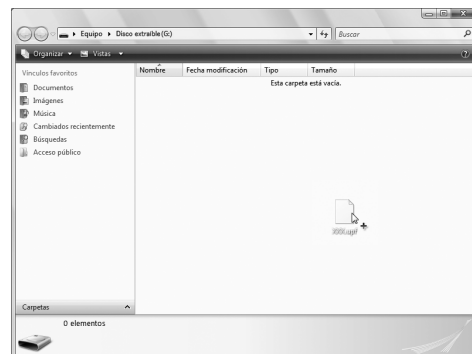 Equipo ▸ Disco extraíble (G:)
Buscar
Organizar Vistas
Vínculos favoritos
Documentos
Imágenes
Música
Cambiados recientemente
Búsquedas
Acceso público
Carpetas
Nombre Fecha modificación Tipo Tamaño
Esta carpeta está vacía.
0 elementos